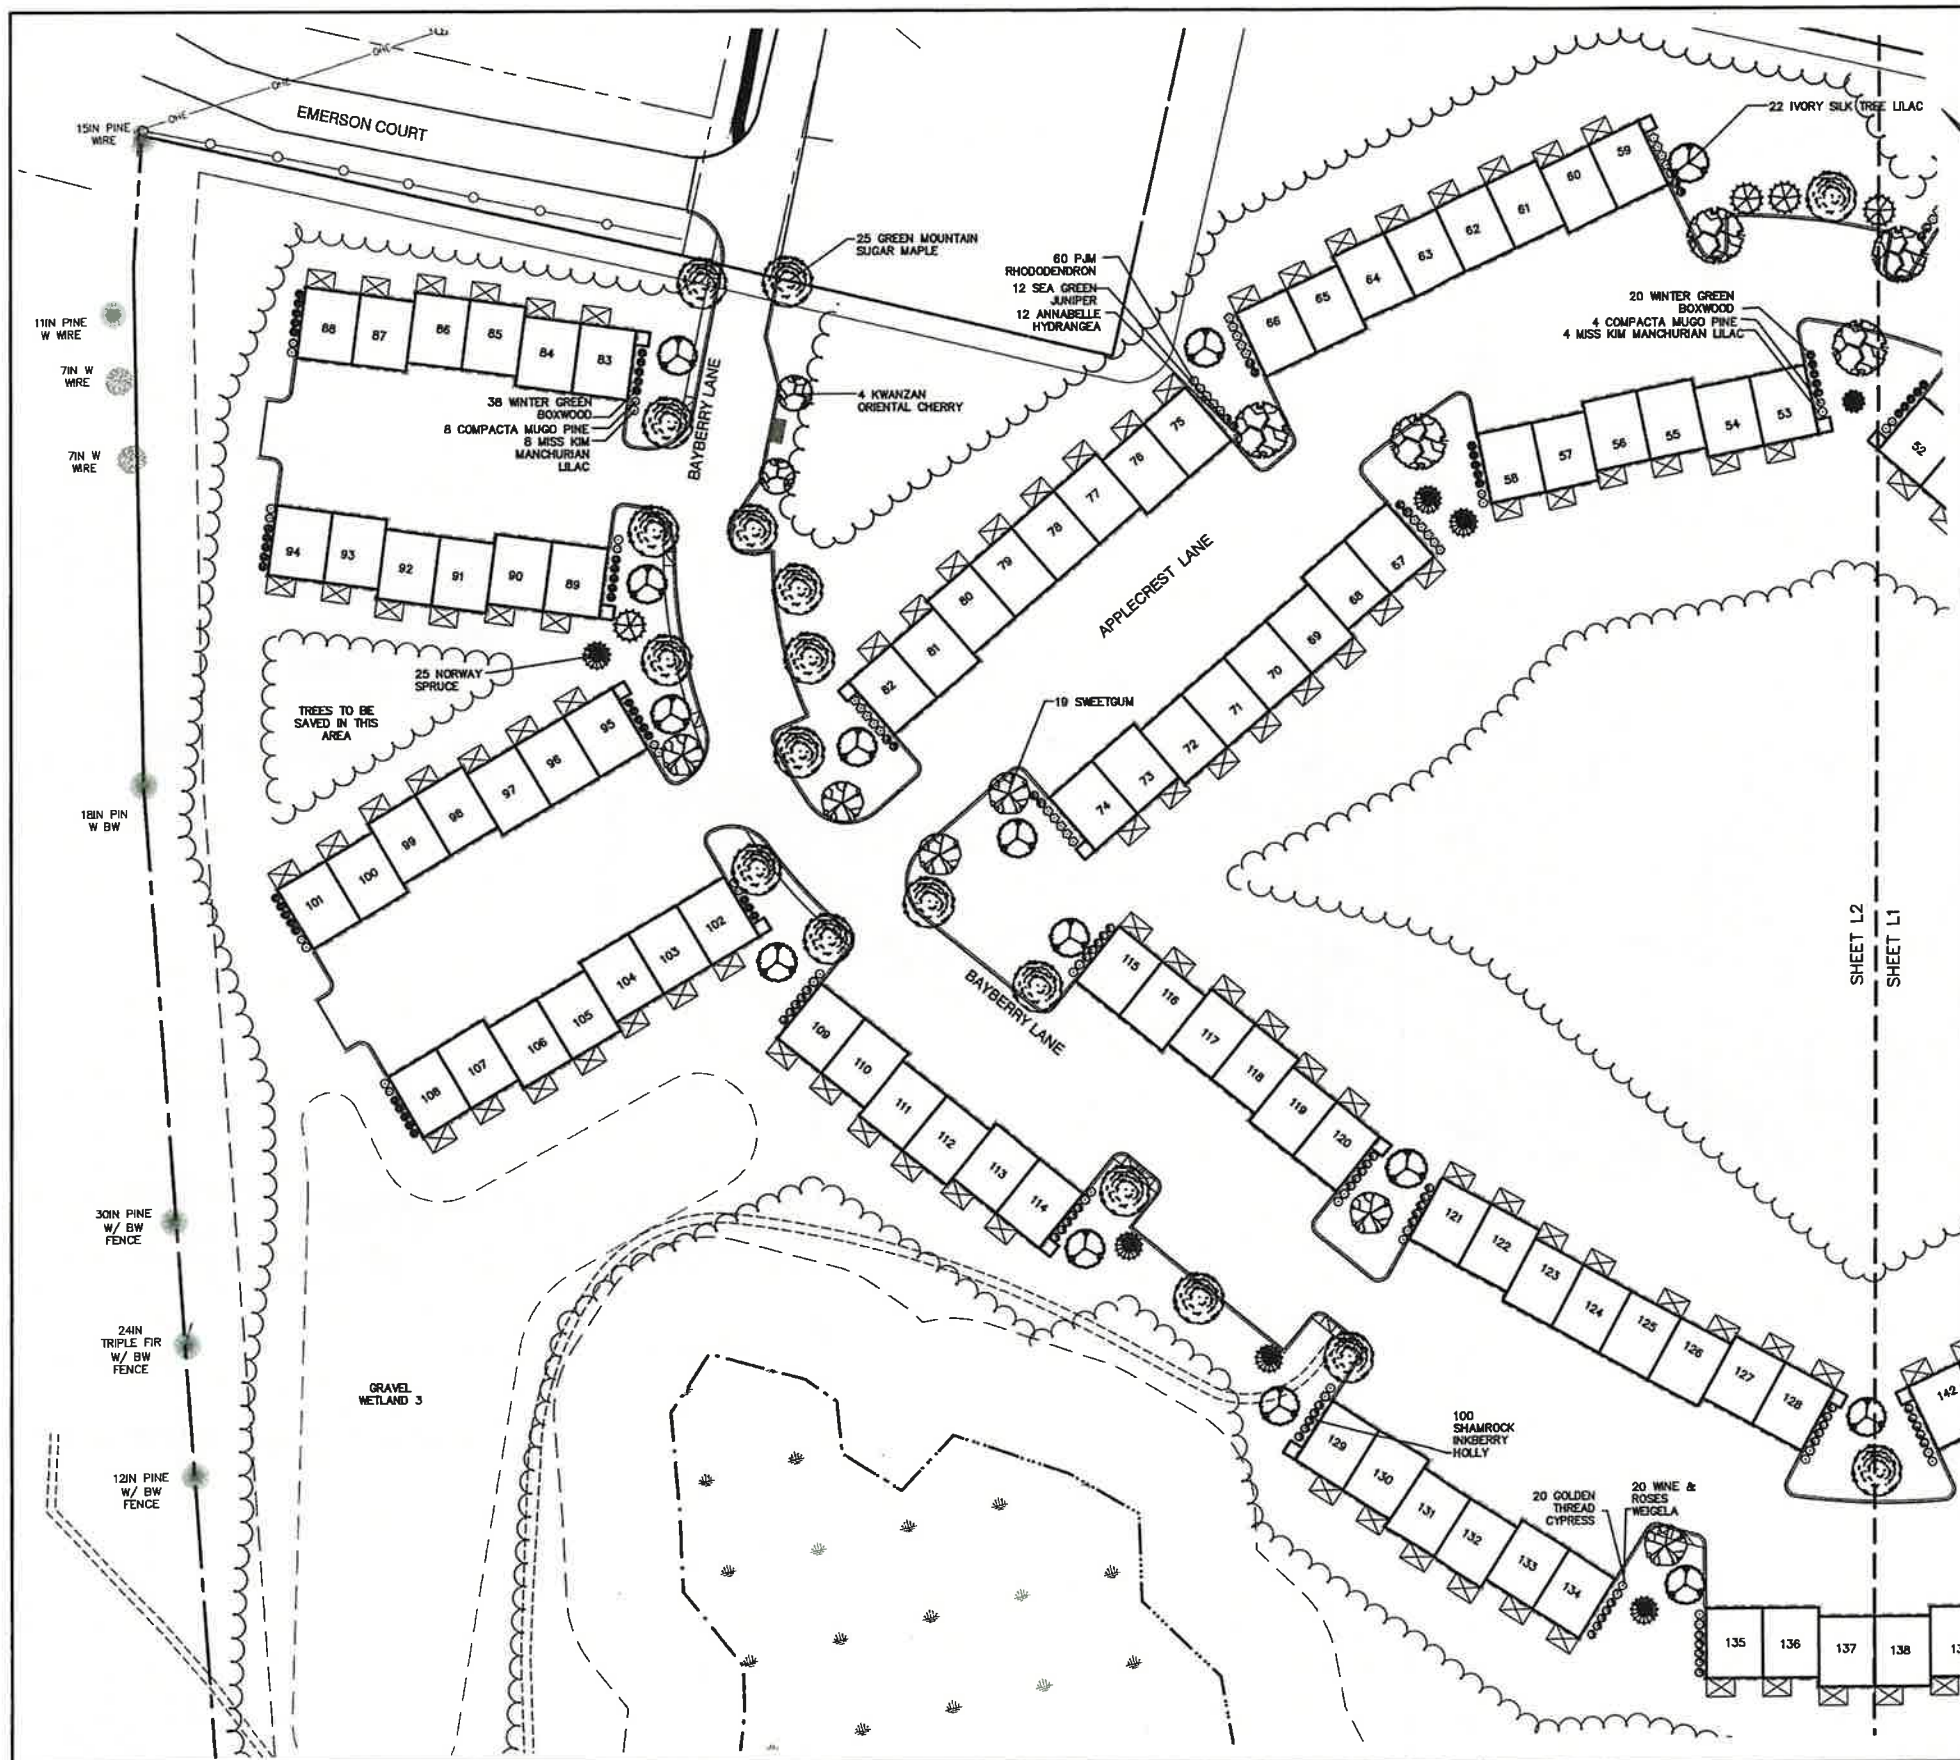 OHE
OHE
OHE
EMERSON COURT
15IN PINE
WIRE
22 IVORY SILK TREE LILAC
25 GREEN MOUNTAIN
SUGAR MAPLE
60 PJM
RHODODENDRON
12 SEA GREEN
JUNIPER
12 ANNABELLE
HYDRANGEA
20 WINTER GREEN
BOXWOOD
4 COMPACTA MUGO PINE
4 MISS KIM MANCHURIAN LILAC
11IN PINE
W WIRE
7IN W
WIRE
7IN W
WIRE
88
87
86
85
84
83
38 WINTER GREEN
BOXWOOD
8 COMPACTA MUGO PINE
8 MISS KIM
MANCHURIAN
LILAC
BAYBERRY LANE
4 KWANZAN
ORIENTAL CHERRY
66
65
64
63
62
61
60
59
58
57
56
55
54
53
52
94
93
92
91
90
89
82
81
80
79
78
77
76
75
APPLECREST LANE
74
73
72
71
70
69
68
67
25 NORWAY
SPRUCE
TREES TO BE
SAVED IN THIS
AREA
19 SWEETGUM
18IN PIN
W BW
101
100
99
98
97
96
95
108
107
106
105
104
103
102
SHEET L2
SHEET L1
BAYBERRY LANE
109
110
111
112
113
114
115
116
117
118
119
120
121
122
123
124
125
126
127
128
142
30IN PINE
W/ BW
FENCE
24IN
TRIPLE FIR
W/ BW
FENCE
12IN PINE
W/ BW
FENCE
GRAVEL
WETLAND 3
100
SHAMROCK
INKBERRY
HOLLY
129
130
131
132
133
134
20 GOLDEN
THREAD
CYPRESS
20 WINE &
ROSES
WEIGELA
135
136
137
138